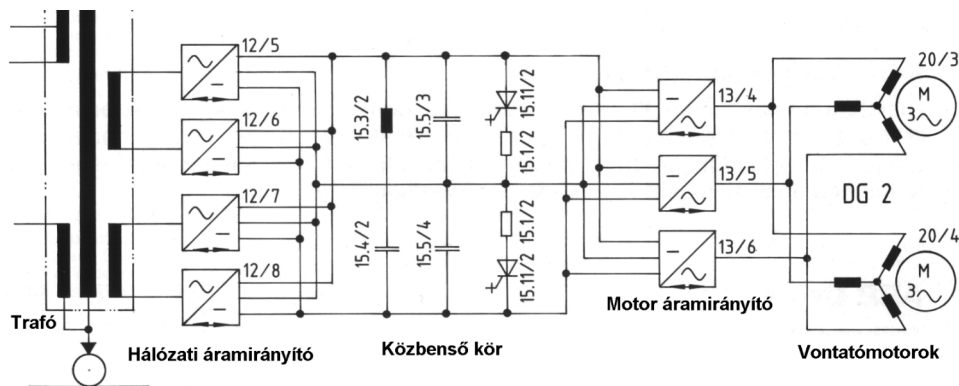 12/5
12/6
12/7
12/8
15.3/2
15.4/2
15.5/3
15.5/4
15.11/2
15.1/2
15.1/2
15.11/2
13/4
13/5
13/6
20/3
M
3
DG 2
20/4
M
3
Trafó
Hálózati áramirányító
Közbenső kör
Motor áramirányító
Vontatómotorok